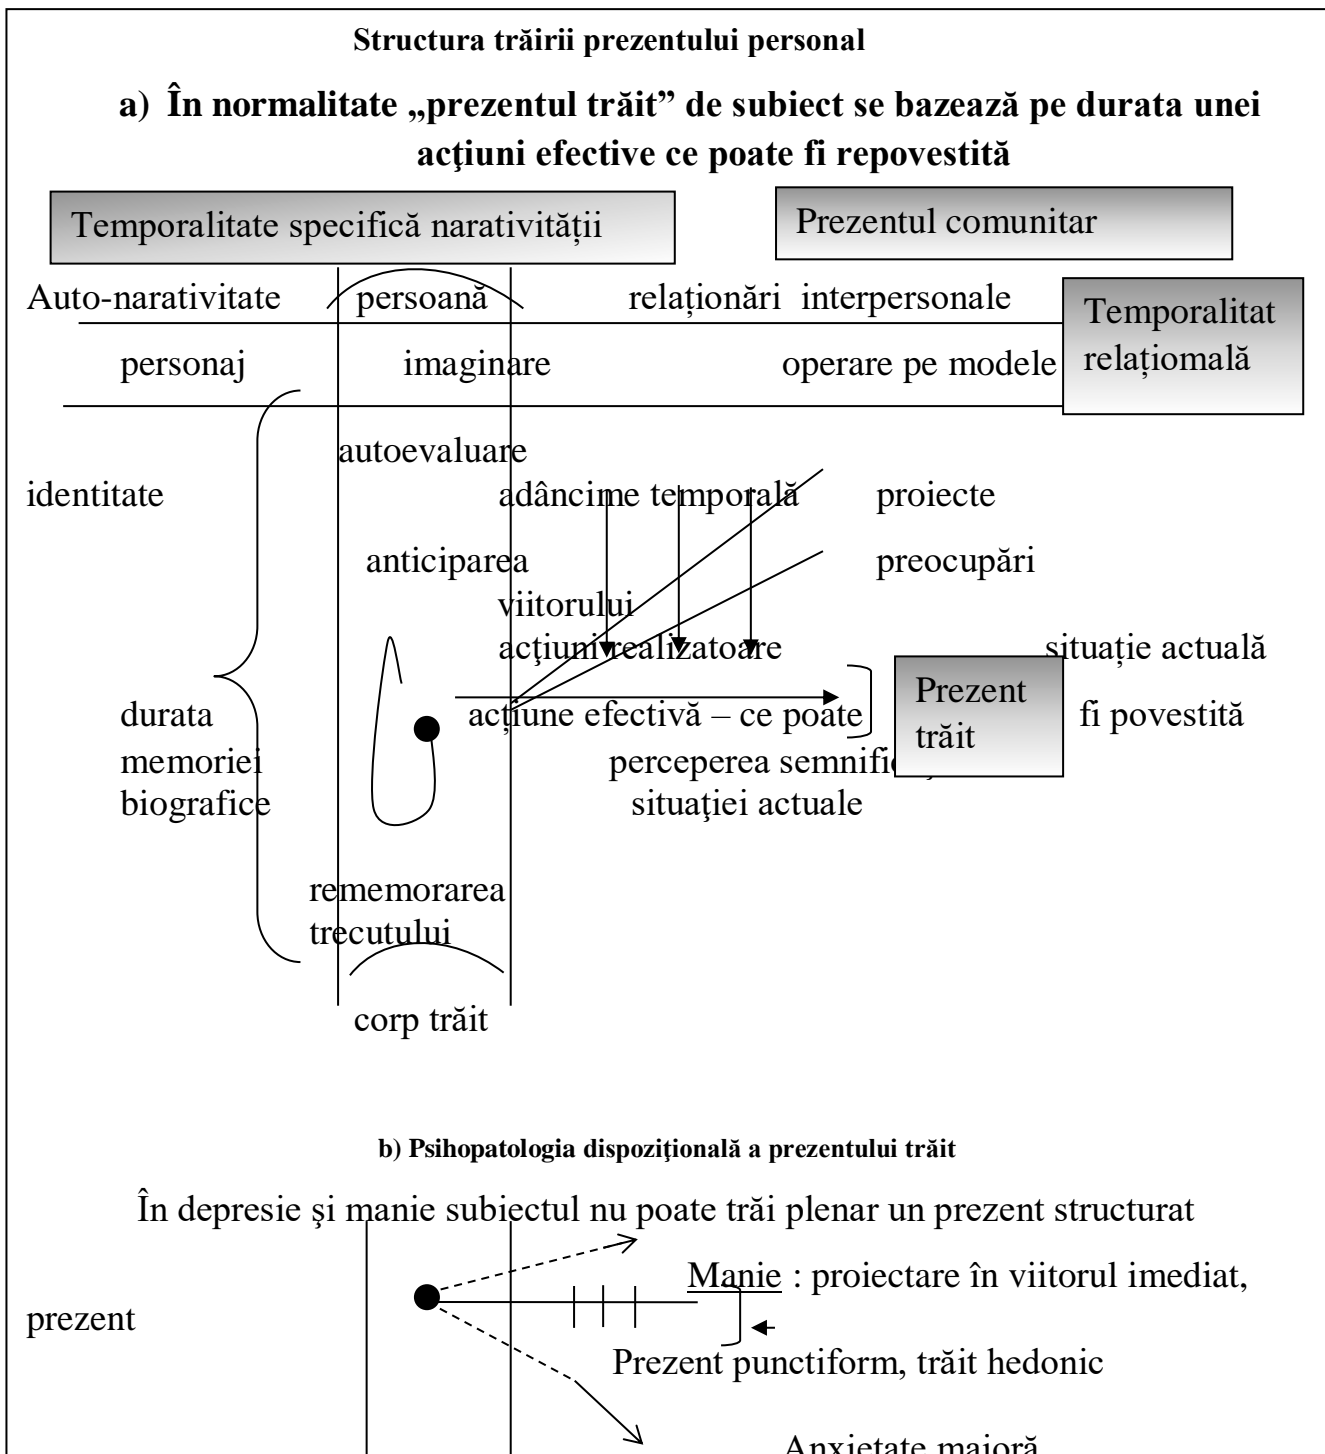 Structura trăirii prezentului personal
a) În normalitate „prezentul trăit” de subiect se bazează pe durata unei
acţiuni efective ce poate fi repovestită
Temporalitate specifică narativității
Prezentul comunitar
Auto-narativitate persoană relaționări interpersonale
Temporalitat
relațiomală
personaj imaginare operare pe modele
autoevaluare
identitate adâncime temporală proiecte
anticiparea preocupări
viitorului
acţiuni realizatoare situație actuală
Prezent
trăit
durata acțiune efectivă – ce poate fi povestită
memoriei perceperea
biografice situaţiei actuale
rememorarea
trecutului
corp trăit
b) Psihopatologia dispoziţională a prezentului trăit
În depresie şi manie subiectul nu poate trăi plenar un prezent structurat
Manie : proiectare în viitorul imediat,
prezent
Prezent punctiform, trăit hedonic
Anxietate majoră